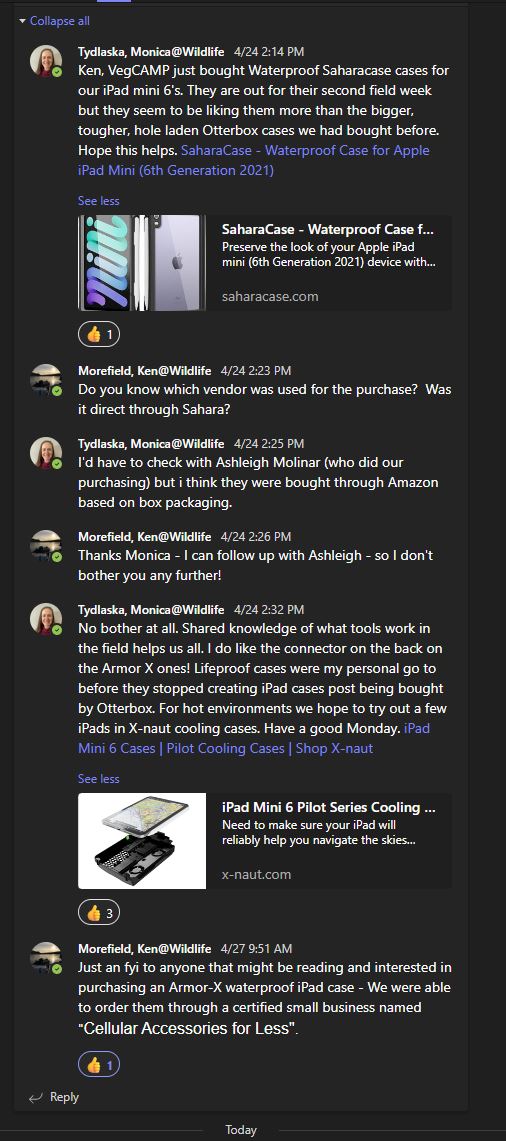 Collapse all
Tydlaska, Monica@Wildlife 4/24 2:14 PM
Ken, VegCAMP just bought Waterproof Saharacase cases for
our iPad mini 6's. They are out for their second field week
but they seem to be liking them more than the bigger,
tougher, hole laden Otterbox cases we had bought before.
Hope this helps. SaharaCase - Waterproof Case for Apple
iPad Mini (6th Generation 2021)
See less
SaharaCase - Waterproof Case f...
Preserve the look of your Apple iPad
mini (6th Generation 2021) device with...
saharacase.com
👍 1
Morefield, Ken@Wildlife 4/24 2:23 PM
Do you know which vendor was used for the purchase? Was
it direct through Sahara?
Tydlaska, Monica@Wildlife 4/24 2:25 PM
I'd have to check with Ashleigh Molinar (who did our
purchasing) but i think they were bought through Amazon
based on box packaging.
Morefield, Ken@Wildlife 4/24 2:26 PM
Thanks Monica - I can follow up with Ashleigh - so I don't
bother you any further!
Tydlaska, Monica@Wildlife 4/24 2:32 PM
No bother at all. Shared knowledge of what tools work in
the field helps us all. I do like the connector on the back on
the Armor X ones! Lifeproof cases were my personal go to
before they stopped creating iPad cases post being bought
by Otterbox. For hot environments we hope to try out a few
iPads in X-naut cooling cases. Have a good Monday. iPad
Mini 6 Cases | Pilot Cooling Cases | Shop X-naut
See less
iPad Mini 6 Pilot Series Cooling ...
Need to make sure your iPad will
reliably help you navigate the skies...
x-naut.com
👍 3
Morefield, Ken@Wildlife 4/27 9:51 AM
Just an fyi to anyone that might be reading and interested in
purchasing an Armor-X waterproof iPad case - We were able
to order them through a certified small business named
"Cellular Accessories for Less".
👍 1
Reply
Today